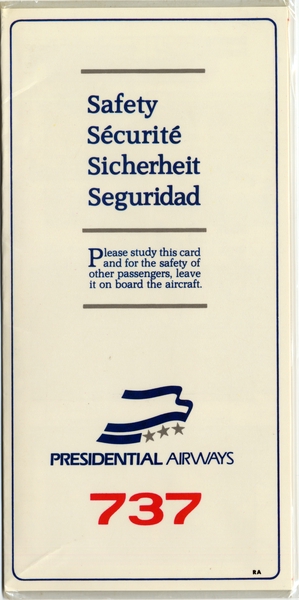 Safety
Sécurité
Sicherheit
Seguridad
Please study this card
and for the safety of
other passengers, leave
it on board the aircraft.
PRESIDENTIAL AIRWAYS
737
RA